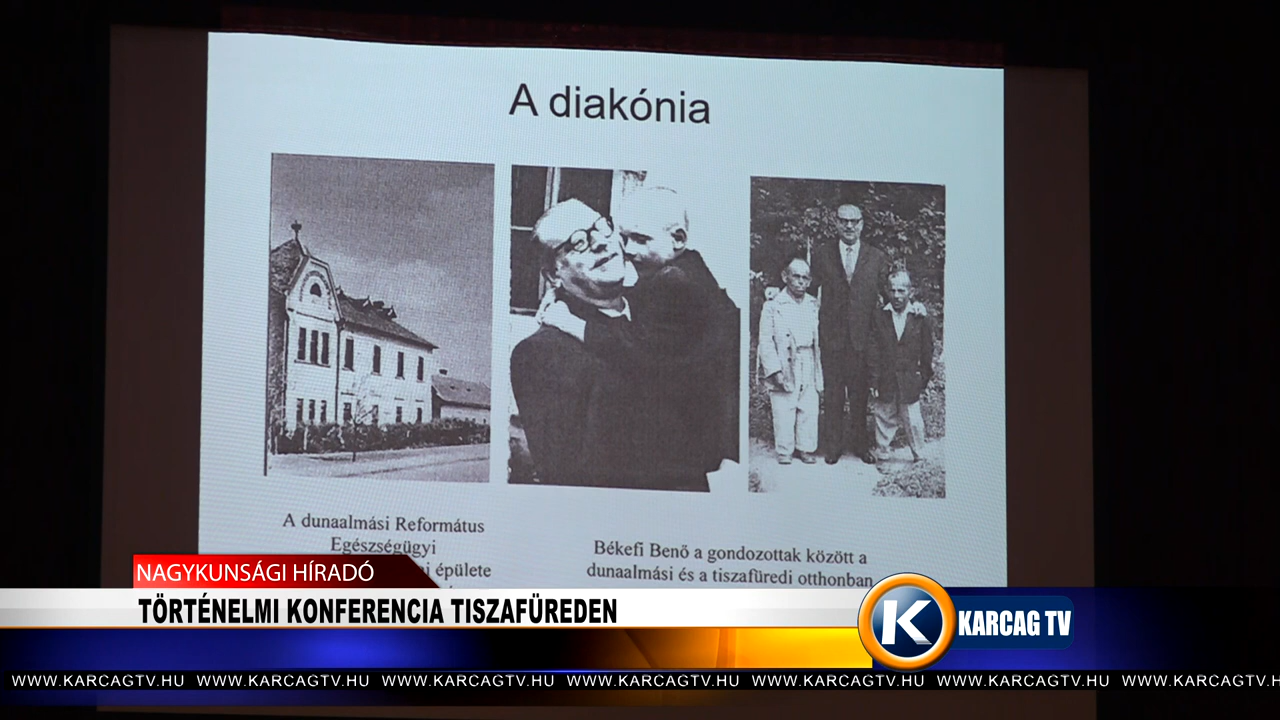 A diakónia
A dunaalmási Református
Egészségügyi
épülete
Békefi Benő a gondozottak között a
dunaalmási és a tiszafüredi otthonban
NAGYKUNSÁGI HÍRADÓ
TÖRTÉNELMI KONFERENCIA TISZAFÜREDEN
K KARCAG TV
WWW.KARCAGTV.HU WWW.KARCAGTV.HU WWW.KARCAGTV.HU WWW.KARCAGTV.HU WWW.KARCAGTV.HU WWW.KARCAGTV.HU WWW.KARCAGTV.HU